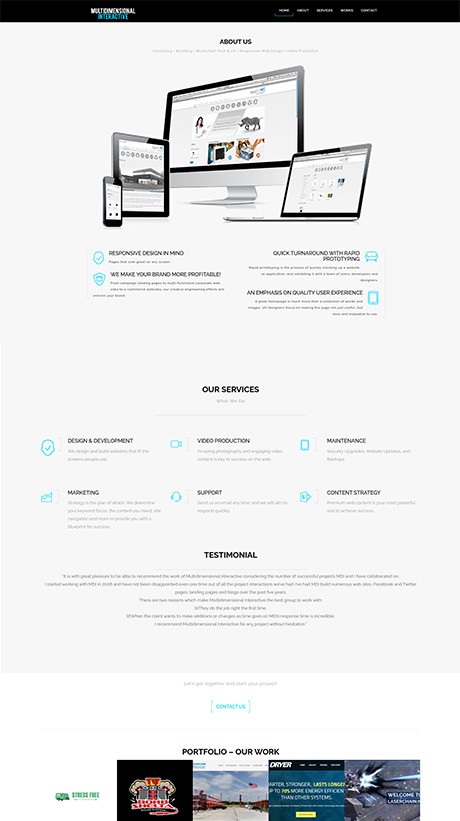 MULTIDIMENSIONAL
INTERACTIVE
HOME ABOUT SERVICES WORKS CONTACT
ABOUT US
RESPONSIVE DESIGN IN MIND
Pages that look good on any screen.
WE MAKE YOUR BRAND MORE PROFITABLE!
From campaign landing pages to multi-functional corporate web
sites to e-commerce websites, our creative engineering efforts will
enliven your brand.
QUICK TURNAROUND WITH RAPID
PROTOTYPING
Rapid prototyping is the process of quickly mocking up a website
or application, and validating it with a team of users, developers and
designers.
AN EMPHASIS ON QUALITY USER EXPERIENCE
A great homepage is much more than a selection of words and
images. UX designers focus on making the page not just useful, but
easy and enjoyable to use.
OUR SERVICES
What We Do
DESIGN & DEVELOPMENT
We design and build websites that fit the
screens people use.
VIDEO PRODUCTION
Amazing photography and engaging video
content is key to success on the web.
MAINTENANCE
Security Upgrades, Website Updates, and
Backups.
MARKETING
Strategy is the plan of attack. We determine
you keyword focus, the content you need, site
navigation and more to provide you with a
blueprint for success.
SUPPORT
Send us an email any time, and we will aim to
respond quickly.
CONTENT STRATEGY
Premium web content is your most powerful
tool to achieve success.
TESTIMONIAL
"It is with great pleasure to be able to recommend the work of Multidimensional Interactive considering the number of successful projects MDI and I have collaborated on.
I started working with MDI in 2008 and have not been disappointed even one time out of all the project interactions we've had. I've had MDI build numerous web sites, Facebook and Twitter
pages, landing pages and blogs over the past five years.
There are two reasons which make Multidimensional Interactive the best group to work with:
1)They do the job right the first time.
2)When the client wants to make additions or changes as time goes on MDI's response time is incredible.
I recommend Multidimensional Interactive for any project without hesitation."
Let's get together and start your project!
CONTACT US
PORTFOLIO – OUR WORK
STRESS FREE
DRYER
STARTER, STRONGER, LASTS LONGER
UP TO 70% MORE ENERGY EFFICIENT
THAN OTHER SYSTEMS.
WELCOME TO
LASERCHAIN